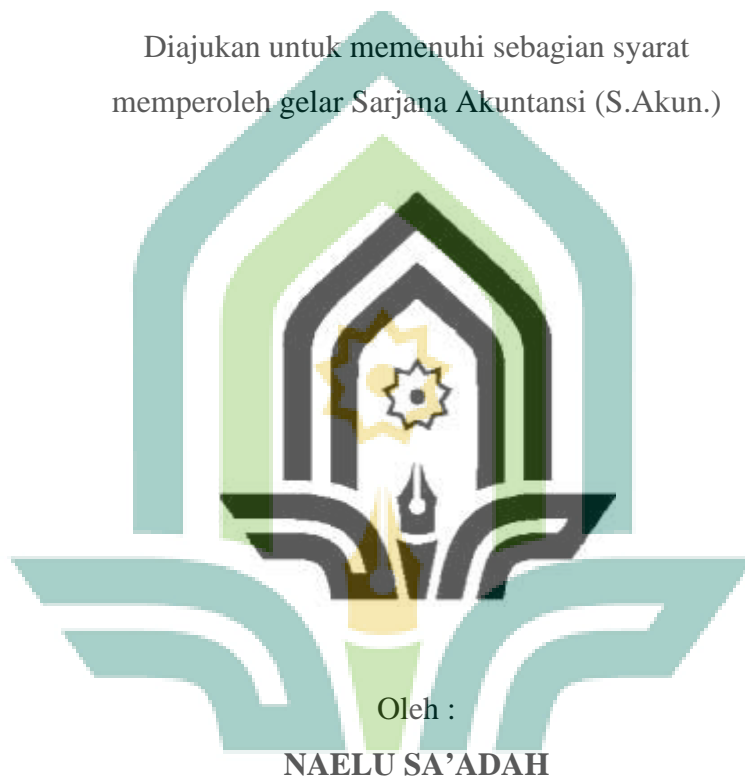 Diajukan untuk memenuhi sebagian syarat
memperoleh gelar Sarjana Akuntansi (S.Akun.)
Oleh :
NAELU SA’ADAH